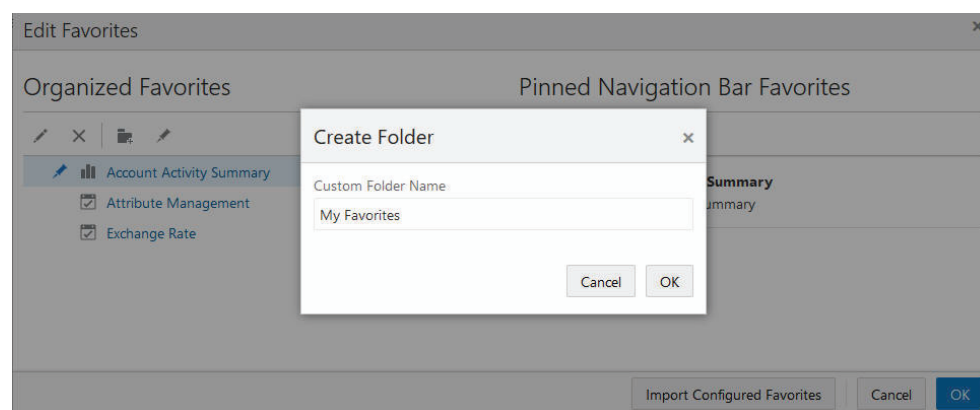 Edit Favorites
Organized Favorites
Pinned Navigation Bar Favorites
Create Folder
Custom Folder Name
My Favorites
Cancel
OK
Account Activity Summary
Attribute Management
Exchange Rate
Summary
Import Configured Favorites
Cancel
OK